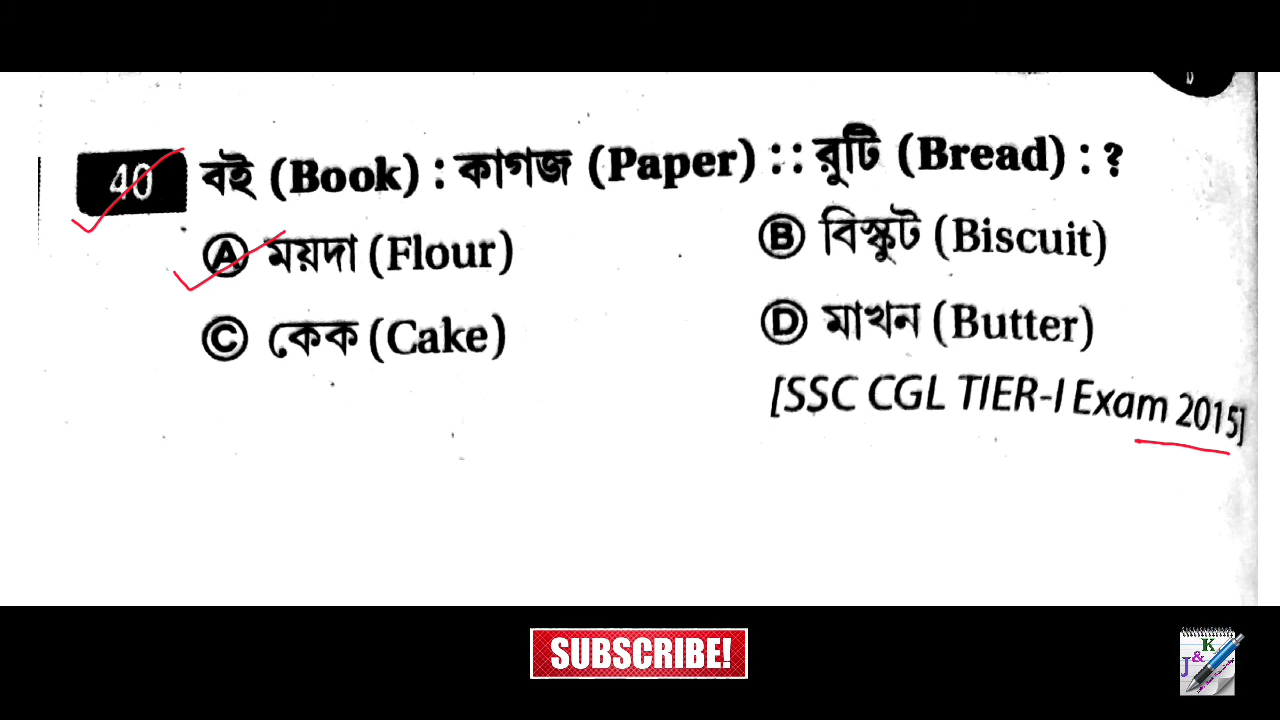 40 বই (Book) : কাগজ (Paper) : : রুটি (Bread) : ?
A ময়দা (Flour) B বিস্কুট (Biscuit)
C কেক (Cake) D মাখন (Butter)
[SSC CGL TIER-I Exam 2015]
SUBSCRIBE!
J & K